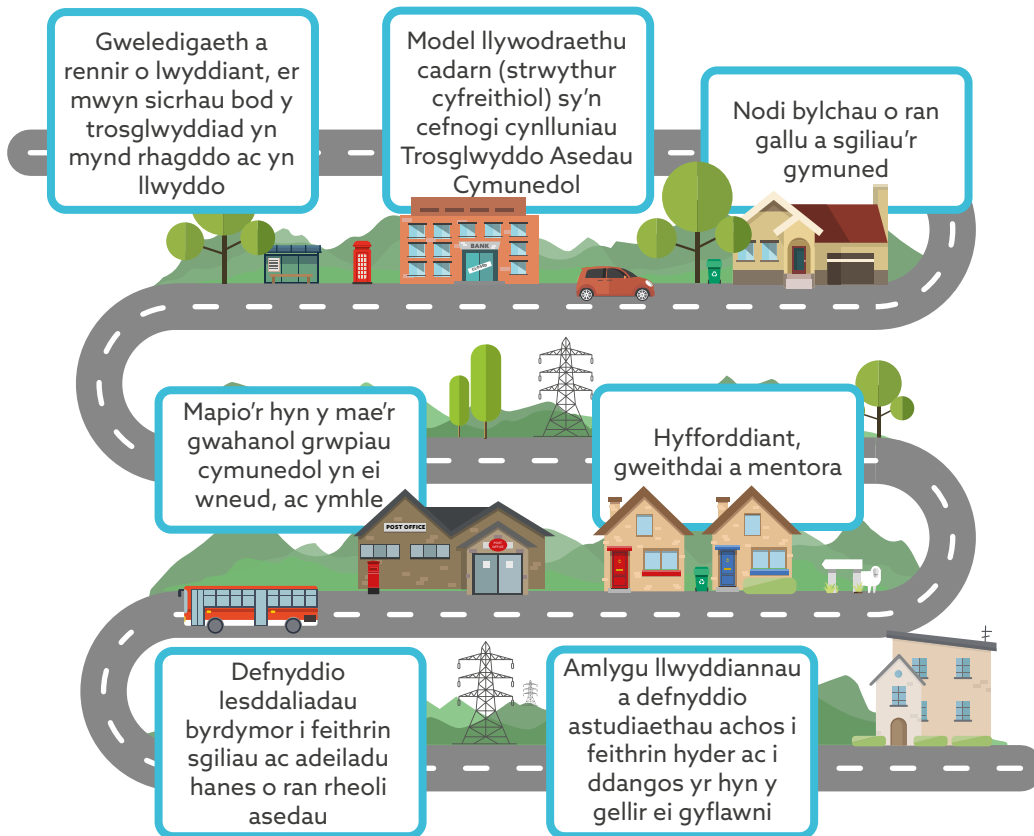 Gweledigaeth a
rennir o lwyddiant, er
mwyn sicrhau bod y
trosglwyddiad yn
mynd rhagddo ac yn
llwyddo
Model llywodraethu
cadarn (strwythur
cyfreithiol) sy'n
cefnogi cynlluniau
Trosglwyddo Asedau
Cymunedol
Nodi bylchau o ran
gallu a sgiliau'r
gymuned
BANK
CLOSED
Mapio'r hyn y mae'r
gwahanol grwpiau
cymunedol yn ei
wneud, ac ymhle
Hyfforddiant,
gweithdai a mentora
POST OFFICE
POST
OFFICE
Defnyddio
lesddaliadau
byrdymor i feithrin
sgiliau ac adeiladu
hanes o ran rheoli
asedau
Amlygu llwyddiannau
a defnyddio
astudiaethau achos i
feithrin hyder ac i
ddangos yr hyn y
gellir ei gyflawni